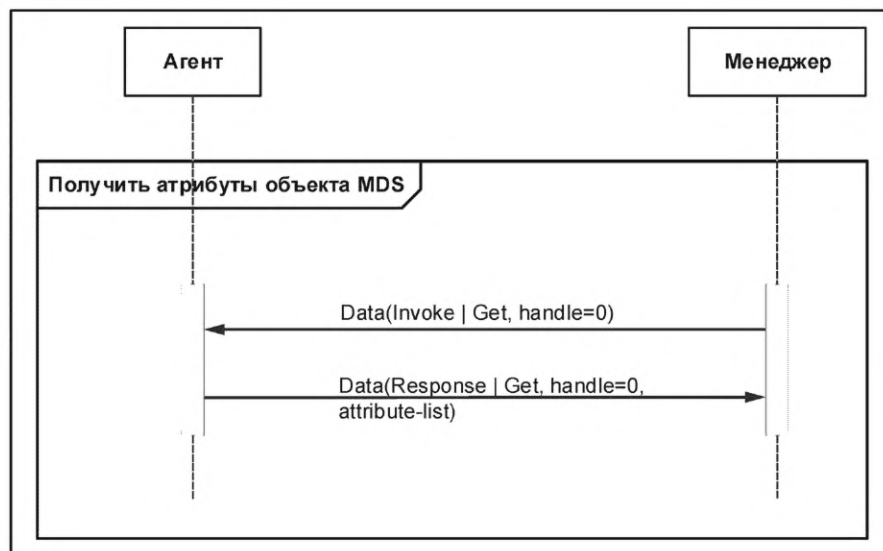 Агент
Менеджер
Получить атрибуты объекта MDS
Data(Invoke | Get, handle=0)
Data(Response | Get, handle=0,
attribute-list)